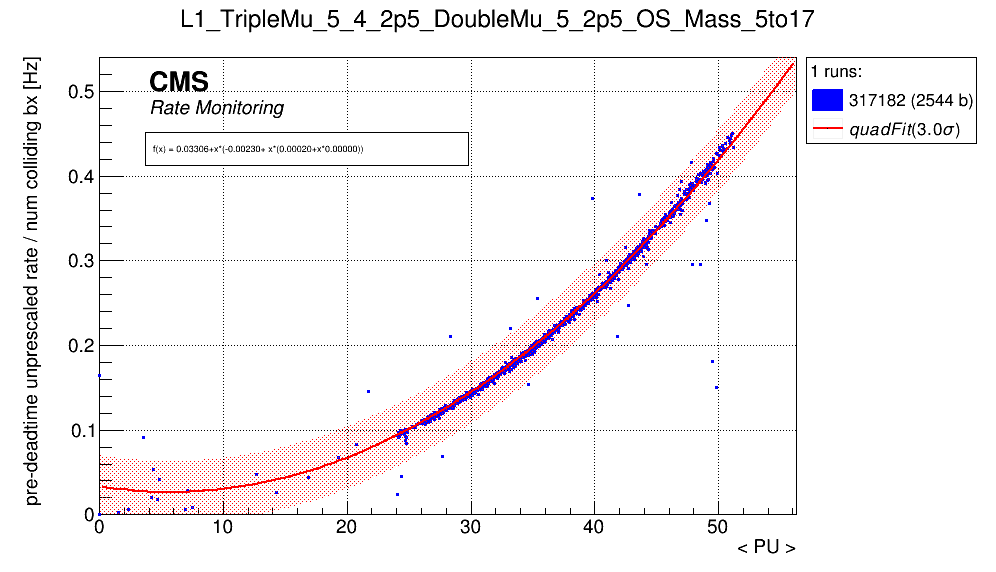 L1_TripleMu_5_4_2p5_DoubleMu_5_2p5_OS_Mass_5to17
pre-deadtime unprescaled rate / num colliding bx [Hz]
CMS
Rate Monitoring
f(x) = 0.03306+x*(-0.00230+ x*(0.00020+x*0.00000))
1 runs:
317182 (2544 b)
quadFit(3.0σ)
0.5
0.4
0.3
0.2
0.1
0
0 10 20 30 40 50
< PU >